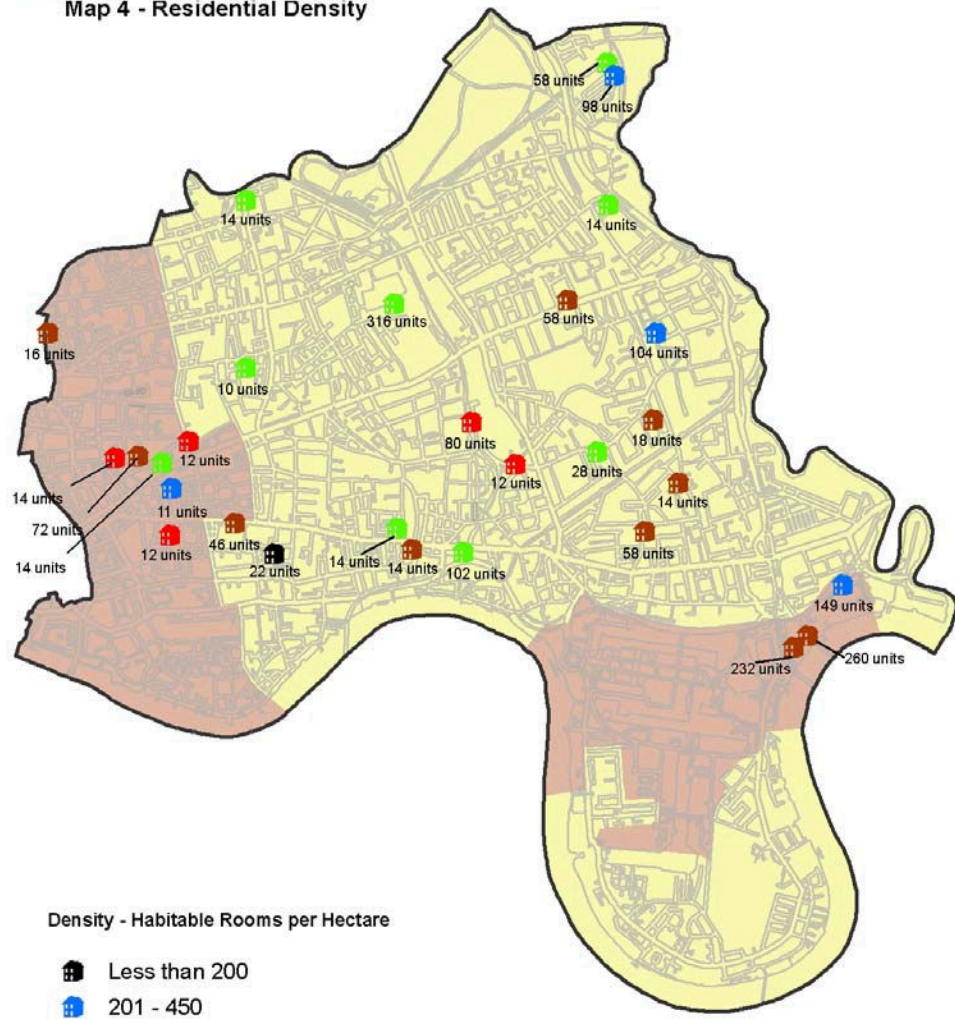 Map 4 - Residential Density
58 units
98 units
14 units
14 units
316 units
58 units
16 units
104 units
10 units
80 units
18 units
12 units
12 units
28 units
14 units
14 units
11 units
72 units
12 units
46 units
14 units
14 units
58 units
14 units
22 units
102 units
149 units
232 units
260 units
Density - Habitable Rooms per Hectare
Less than 200
201 - 450